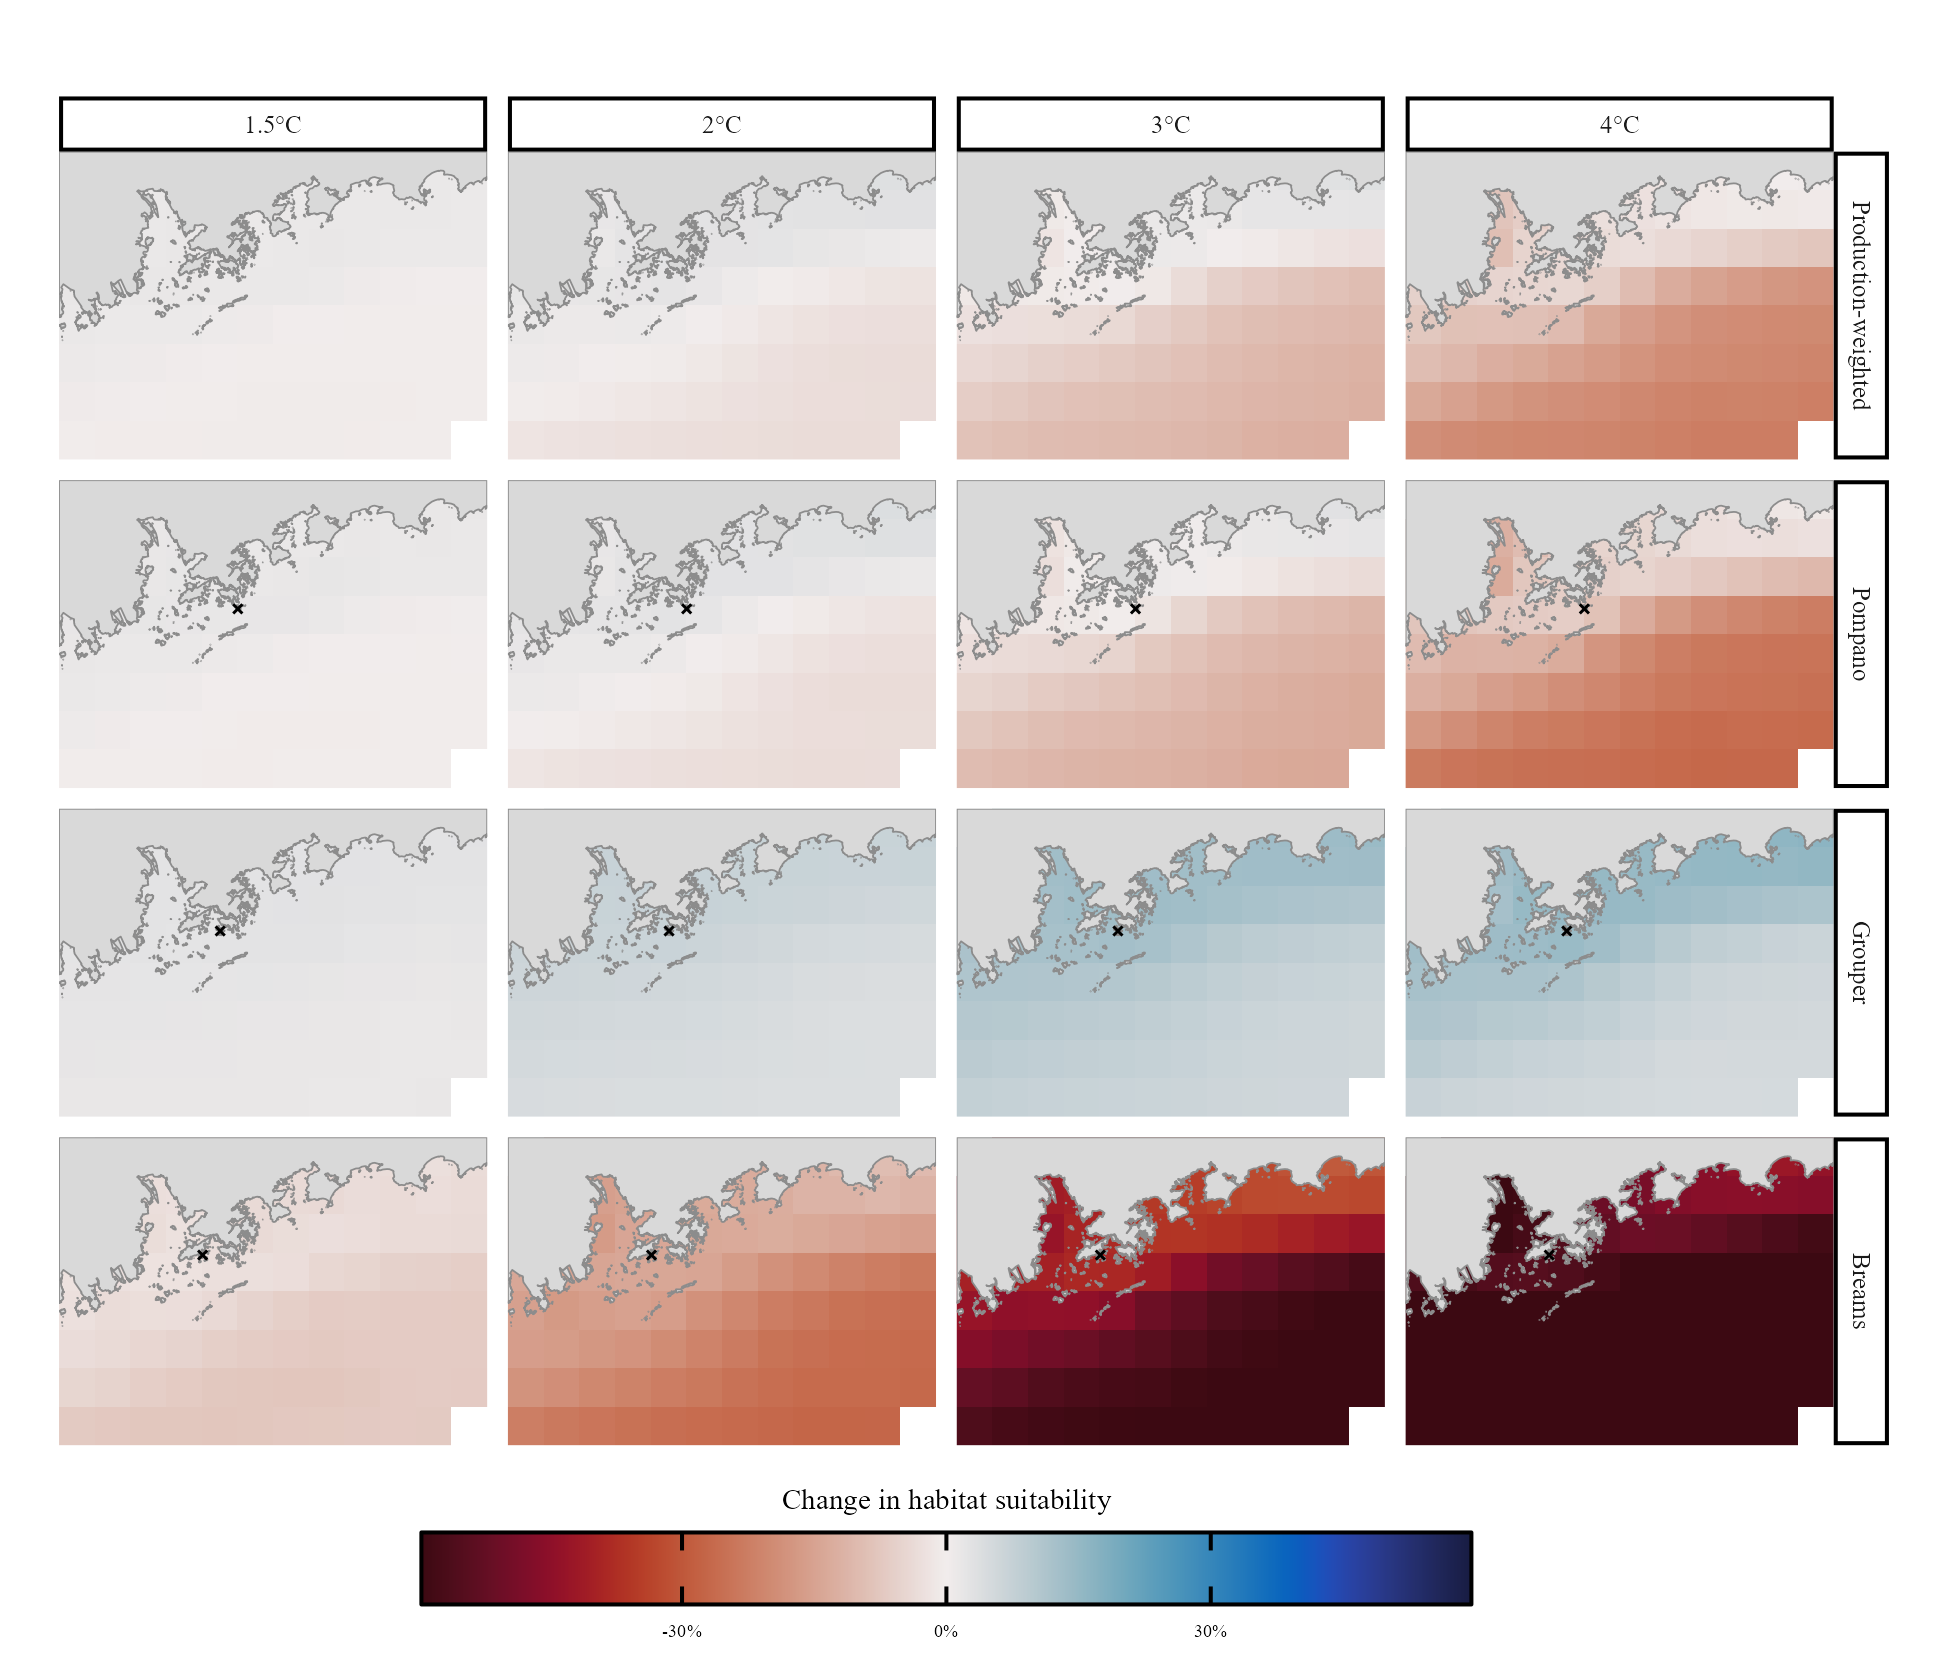 1.5°C
2°C
3°C
4°C
Production-weighted
Pompano
Grouper
Breams
Change in habitat suitability
-30%
0%
30%